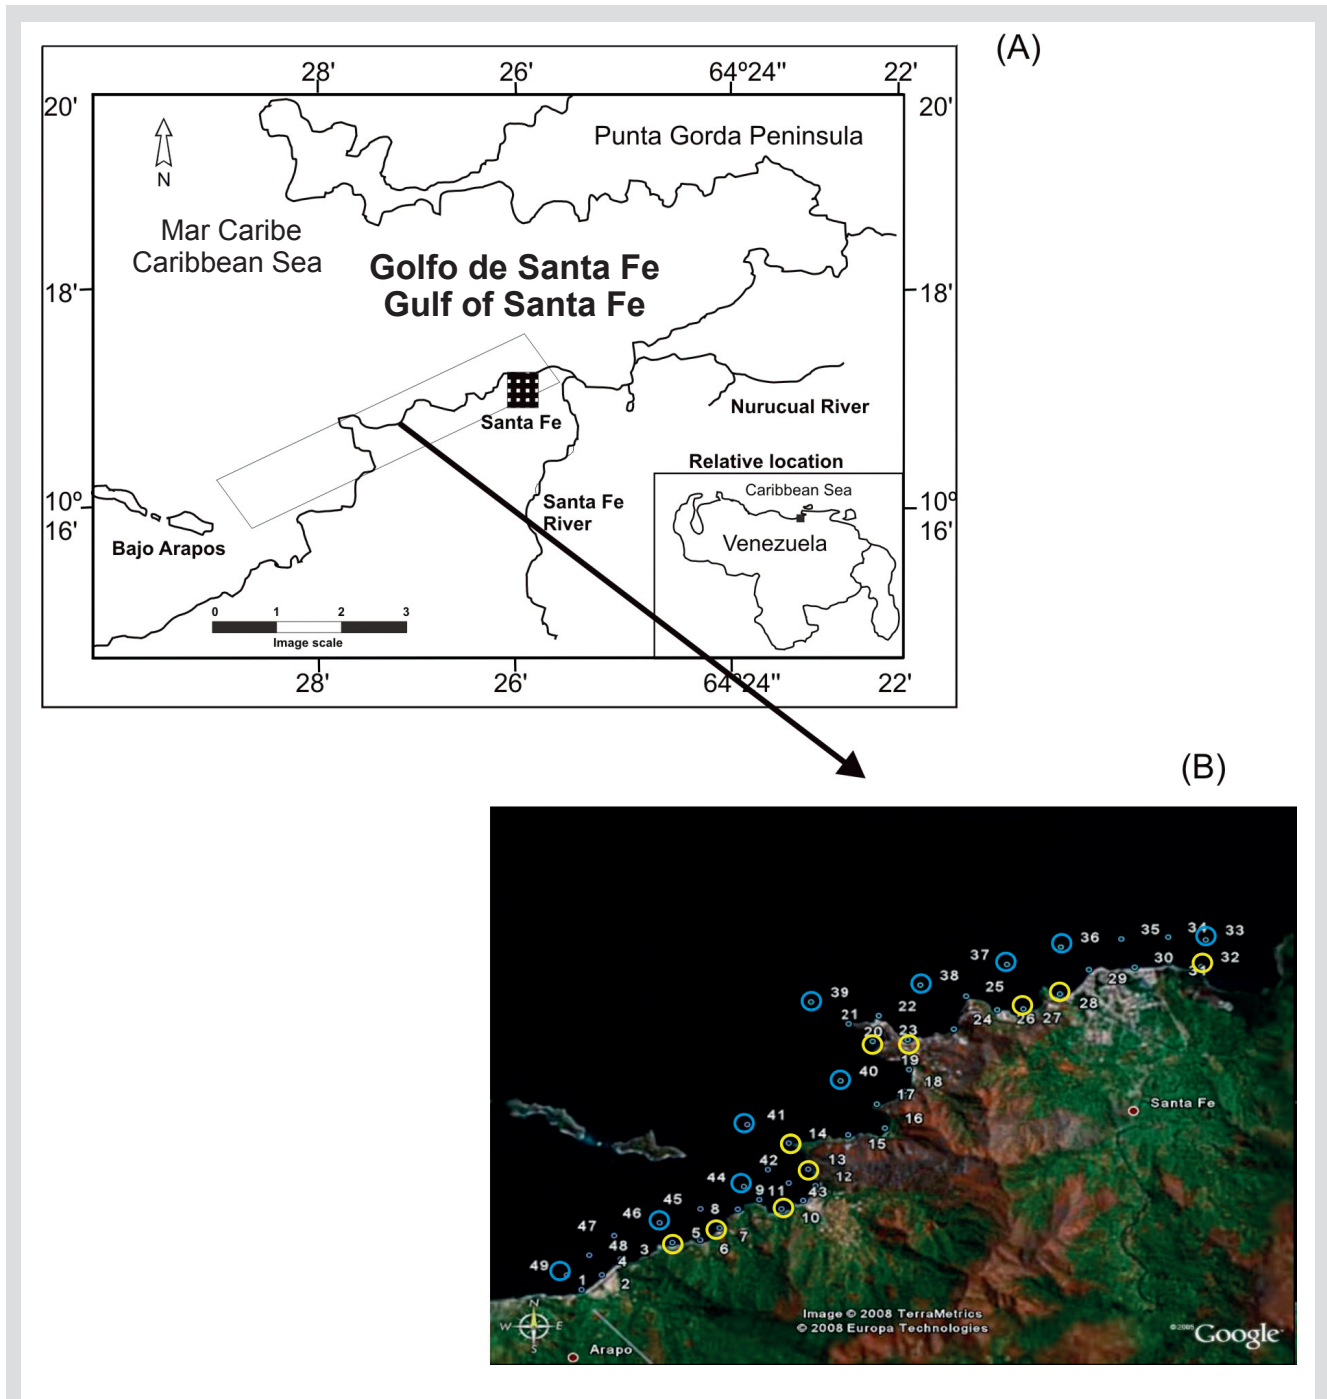 (A)
28' 26' 64º24" 22'
20' 20'
Punta Gorda Peninsula
N
Mar Caribe
Caribbean Sea
Golfo de Santa Fe
Gulf of Santa Fe
18' 18'
Santa Fe
Nurucual River
Relative location
Caribbean Sea
10º 10º
16' 16'
Santa Fe
River
Venezuela
Bajo Arapos
0 1 2 3
Image scale
28' 26' 64º24" 22'
(B)
36 35 34 33
37 30 32
38 29 31
39 25 28
21 22 24 26 27
20 23
19
40 18
17
41 16
14 15
42 13
44 12
45 9 11 43
46 8 10
47 5 7
48 3 6
49 4
1 2
N
W E
S
Santa Fe
Image © 2008 TerraMetrics
© 2008 Europa Technologies
©2005 Google
Arapo